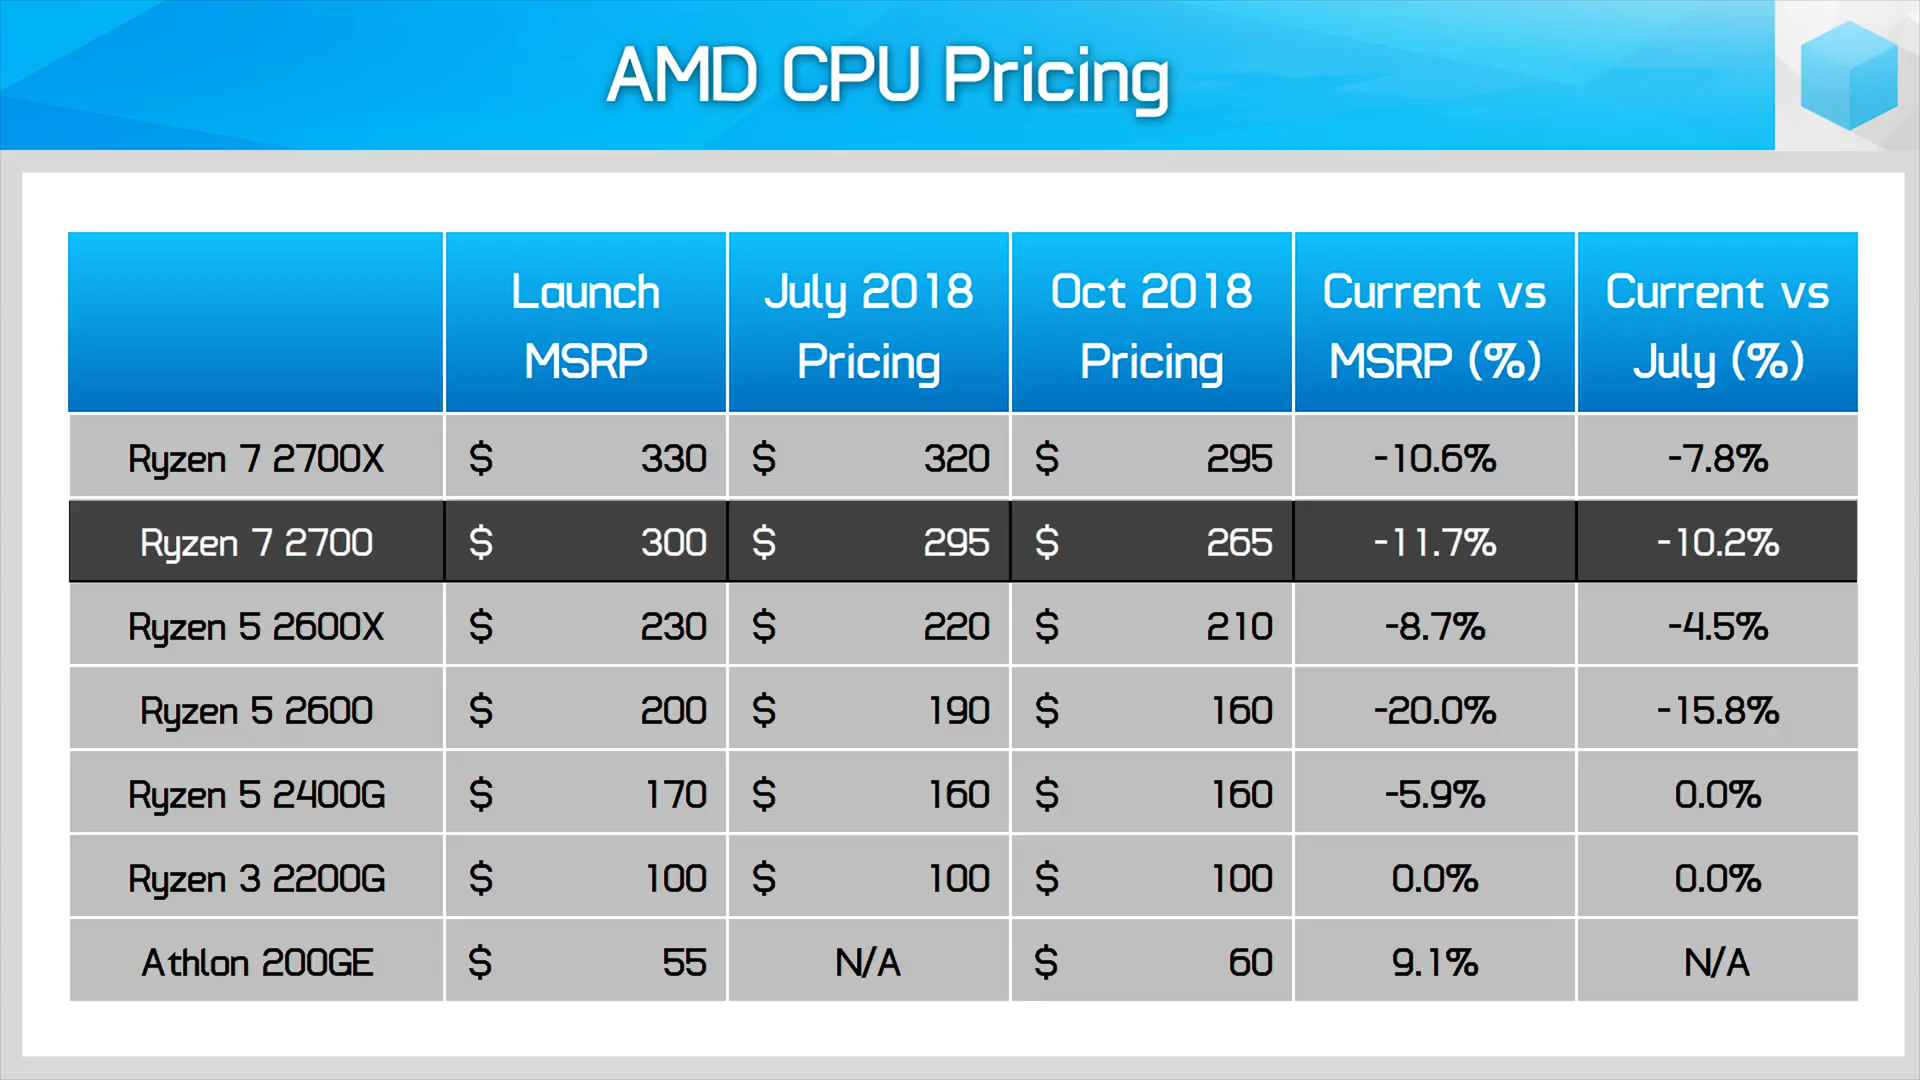 AMD CPU Pricing
Launch MSRP July 2018 Pricing Oct 2018 Pricing Current vs MSRP (%) Current vs July (%)
Ryzen 7 2700X $ 330 $ 320 $ 295 -10.6% -7.8%
Ryzen 7 2700 $ 300 $ 295 $ 265 -11.7% -10.2%
Ryzen 5 2600X $ 230 $ 220 $ 210 -8.7% -4.5%
Ryzen 5 2600 $ 200 $ 190 $ 160 -20.0% -15.8%
Ryzen 5 2400G $ 170 $ 160 $ 160 -5.9% 0.0%
Ryzen 3 2200G $ 100 $ 100 $ 100 0.0% 0.0%
Athlon 200GE $ 55 N/A $ 60 9.1% N/A